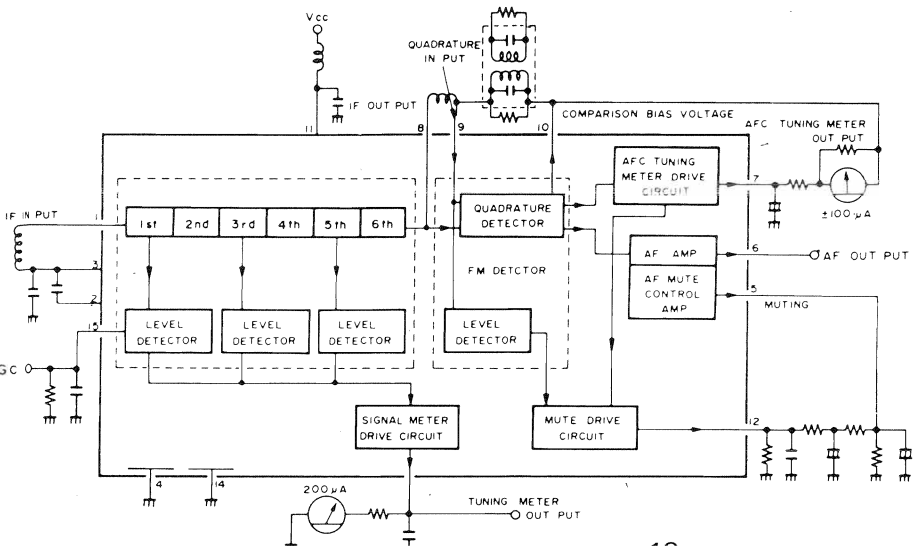 Vcc
QUADRATURE
IN PUT
IF OUT PUT
COMPARISON BIAS VOLTAGE
AFC TUNING METER
OUT PUT
11
8
9
10
AFC TUNING
METER DRIVE
CIRCUIT
7
±100µA
IF IN PUT
1
1st
2nd
3rd
4th
5th
6th
QUADRATURE
DETECTOR
FM DETCTOR
AF AMP
6
AF OUT PUT
AF MUTE
CONTROL
AMP
5
MUTING
3
2
15
LEVEL
DETECTOR
LEVEL
DETECTOR
LEVEL
DETECTOR
LEVEL
DETECTOR
GC
SIGNAL METER
DRIVE CIRCUIT
MUTE DRIVE
CIRCUIT
12
4
14
200µA
TUNING METER
OUT PUT